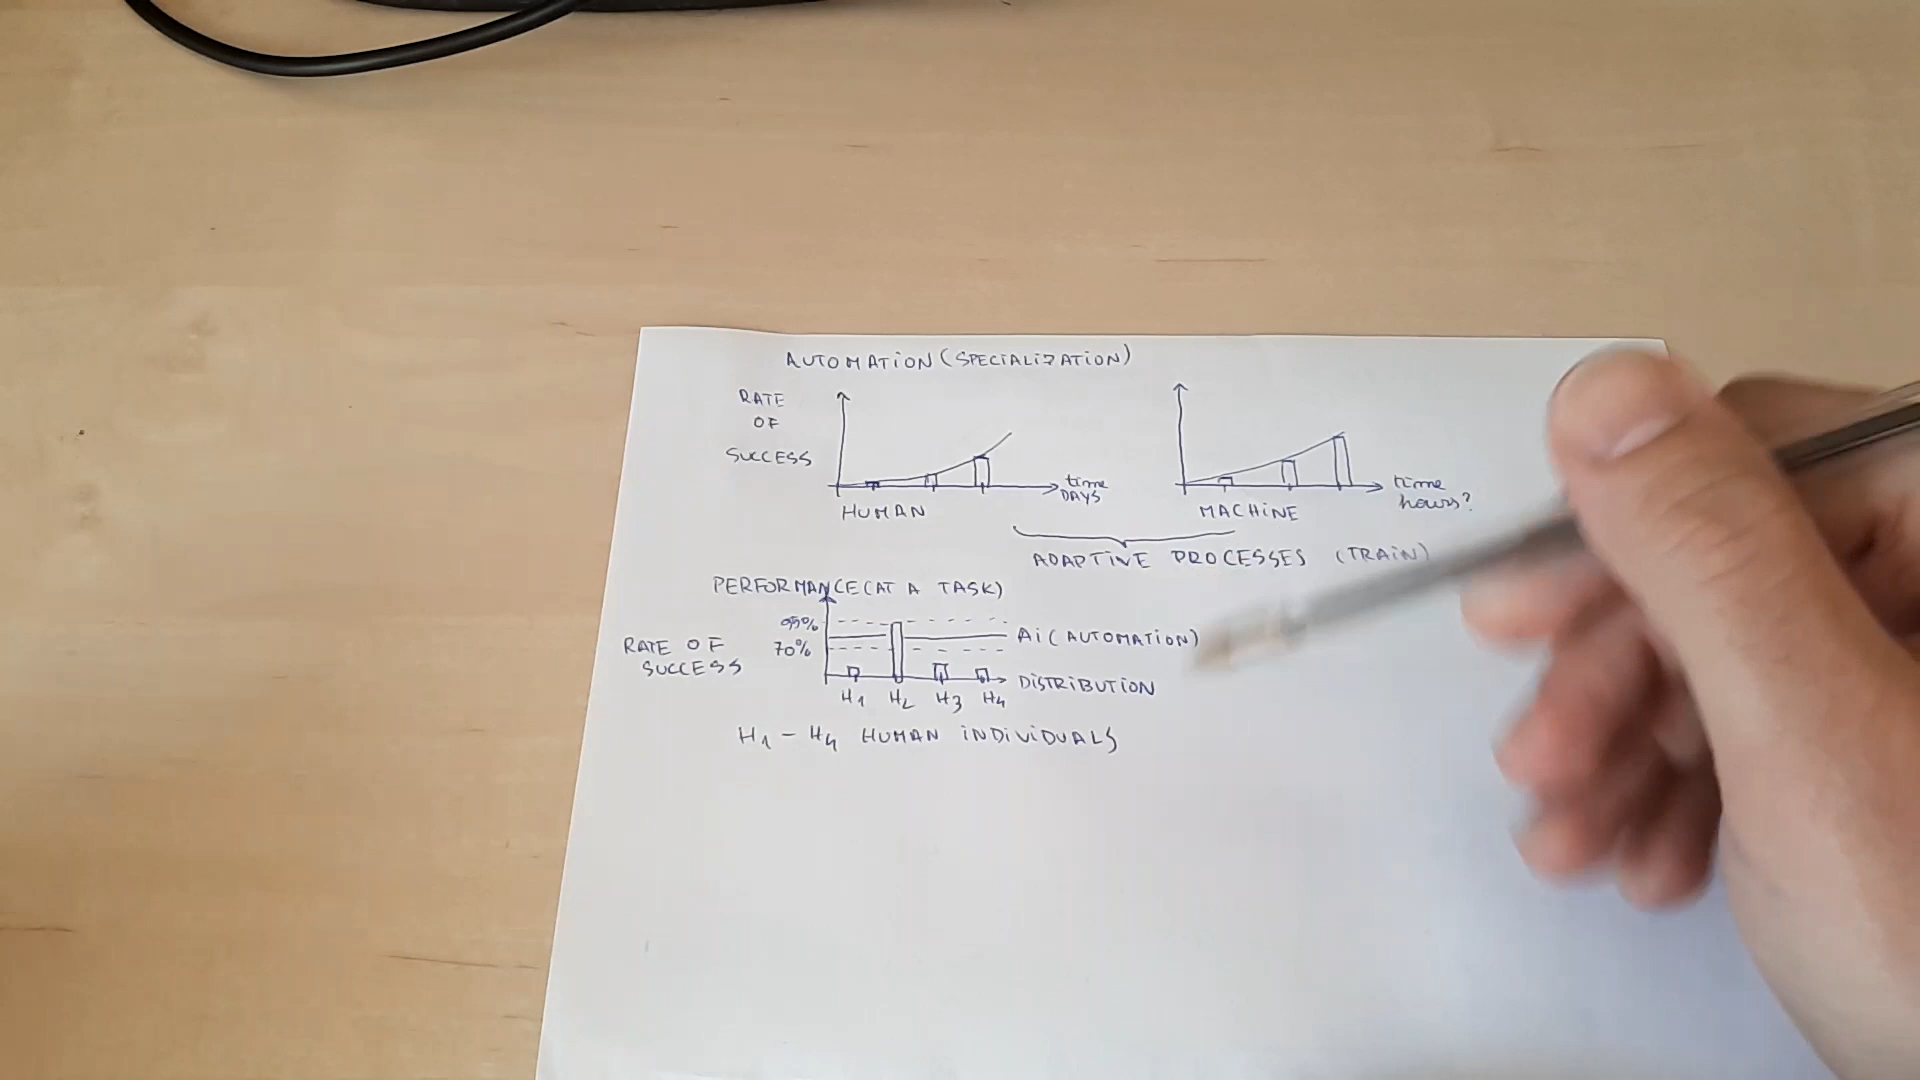 AUTOMATION (SPECIALIZATION)
RATE
OF
SUCCESS
time
DAYS
HUMAN
time
hours?
MACHINE
ADAPTIVE PROCESSES (TRAIN)
PERFORMANCE (AT A TASK)
99%
70%
RATE OF
SUCCESS
Ai (AUTOMATION)
DISTRIBUTION
H1 H2 H3 H4
H1 - H4 HUMAN INDIVIDUALS